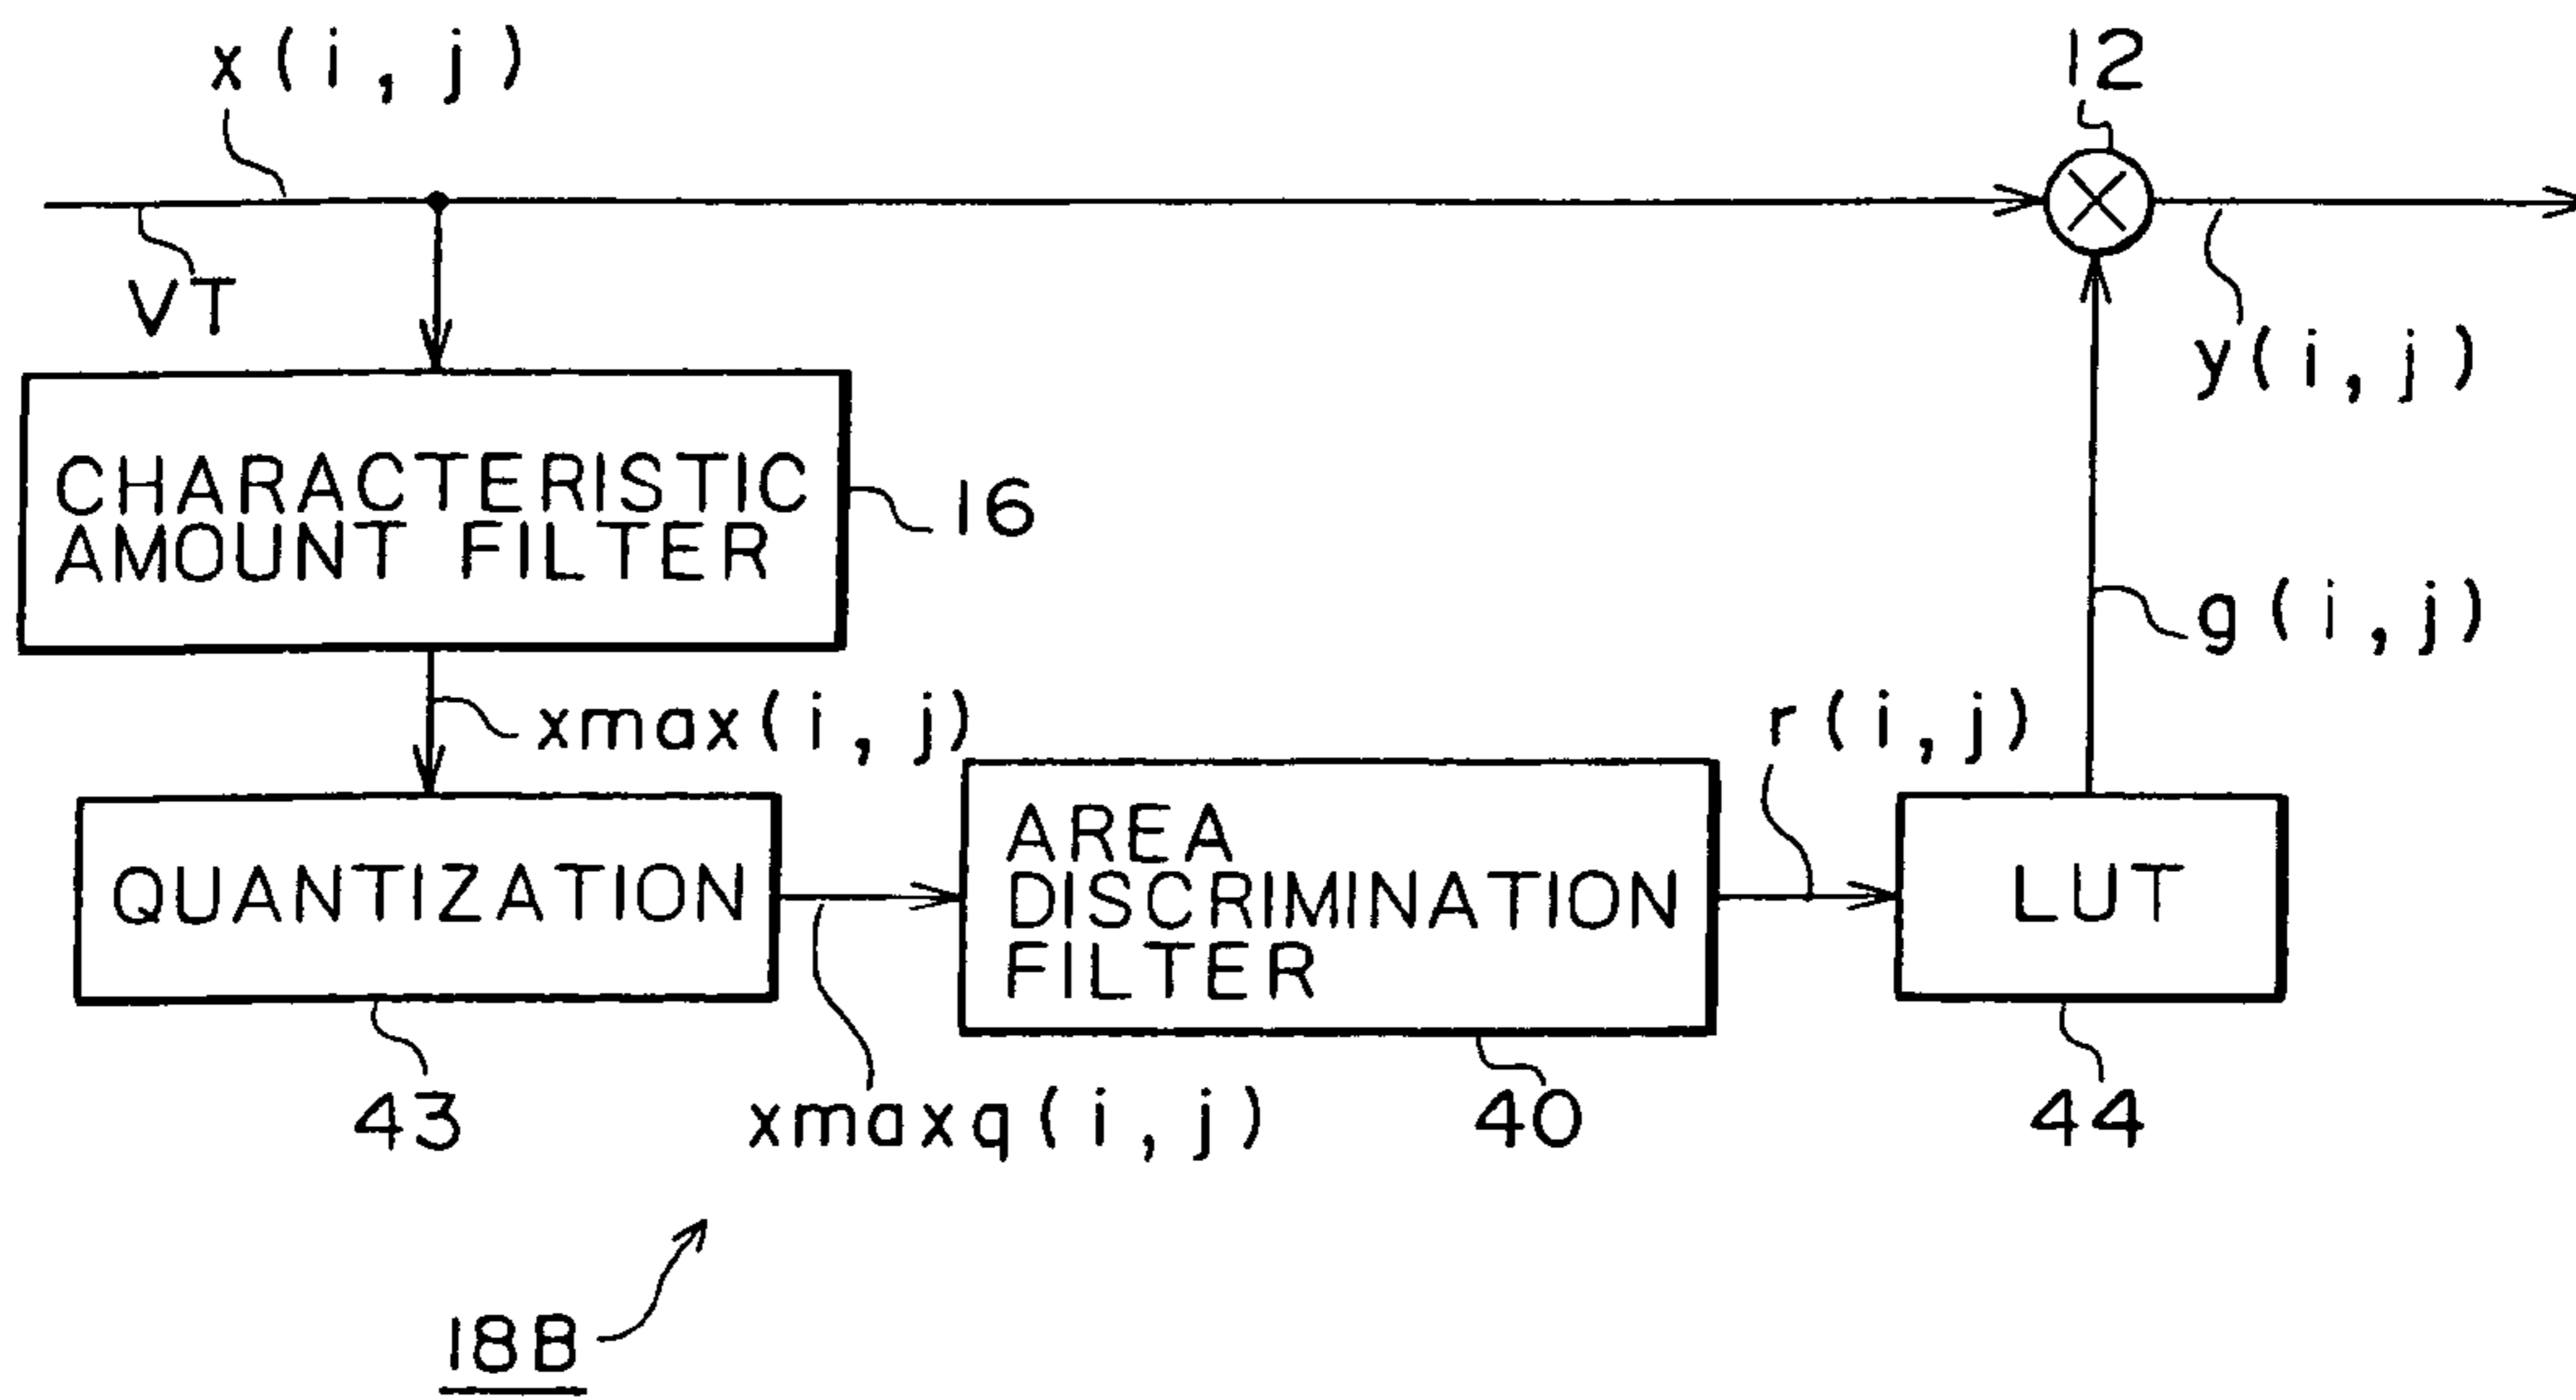 x(i, j)
12
VT
y(i, j)
CHARACTERISTIC
AMOUNT FILTER
16
g(i, j)
xmax(i, j)
r(i, j)
QUANTIZATION
AREA
DISCRIMINATION
FILTER
LUT
43
xmaxq(i, j)
40
44
18B